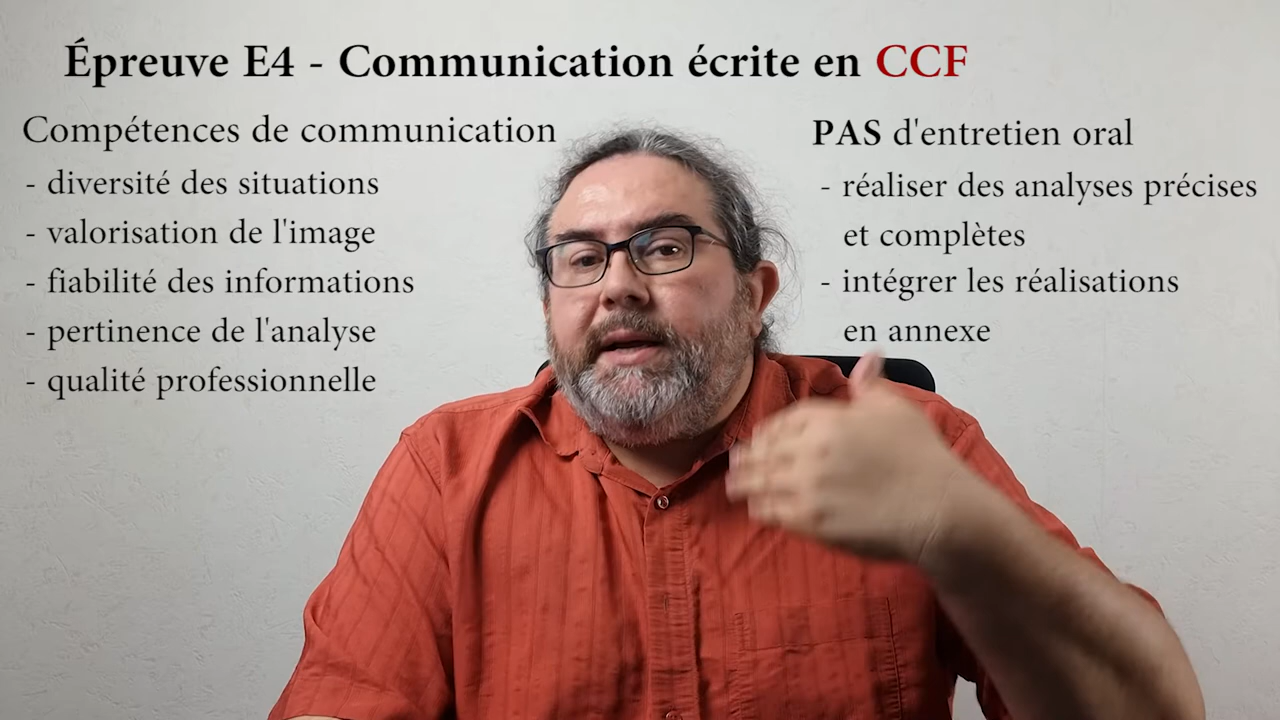 Épreuve E4 - Communication écrite en CCF
Compétences de communication
- diversité des situations
- valorisation de l'image
- fiabilité des informations
- pertinence de l'analyse
- qualité professionnelle
PAS d'entretien oral
- réaliser des analyses précises
et complètes
- intégrer les réalisations
en annexe